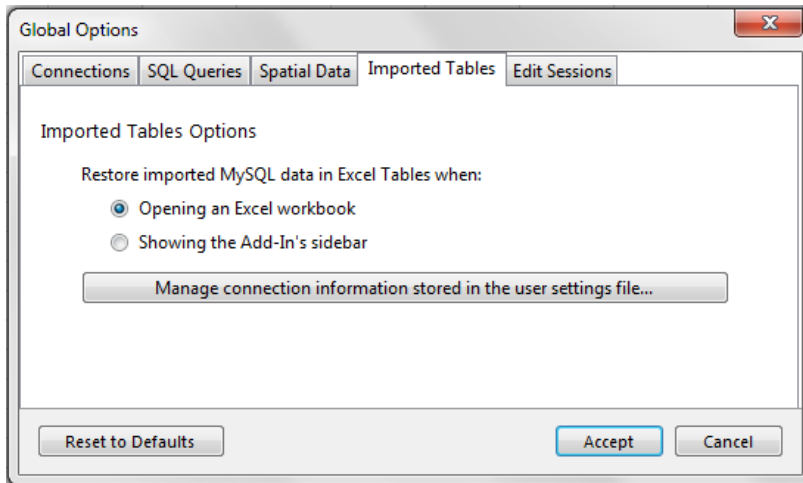 Global Options
Connections SQL Queries Spatial Data Imported Tables Edit Sessions
Imported Tables Options
Restore imported MySQL data in Excel Tables when:
Opening an Excel workbook
Showing the Add-In's sidebar
Manage connection information stored in the user settings file...
Reset to Defaults Accept Cancel